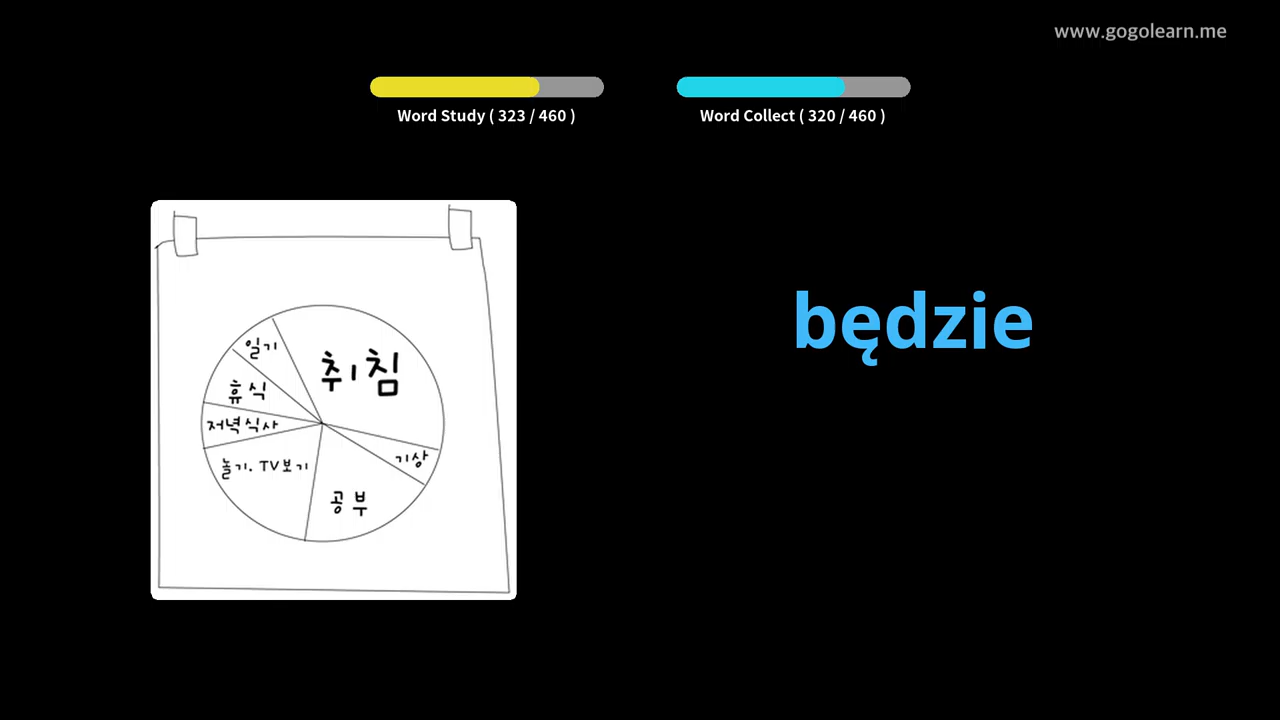 www.gogolearn.me
Word Study ( 323 / 460 )
Word Collect ( 320 / 460 )
będzie
일기
취침
휴식
저녁식사
놀기. TV보기
기상
공부